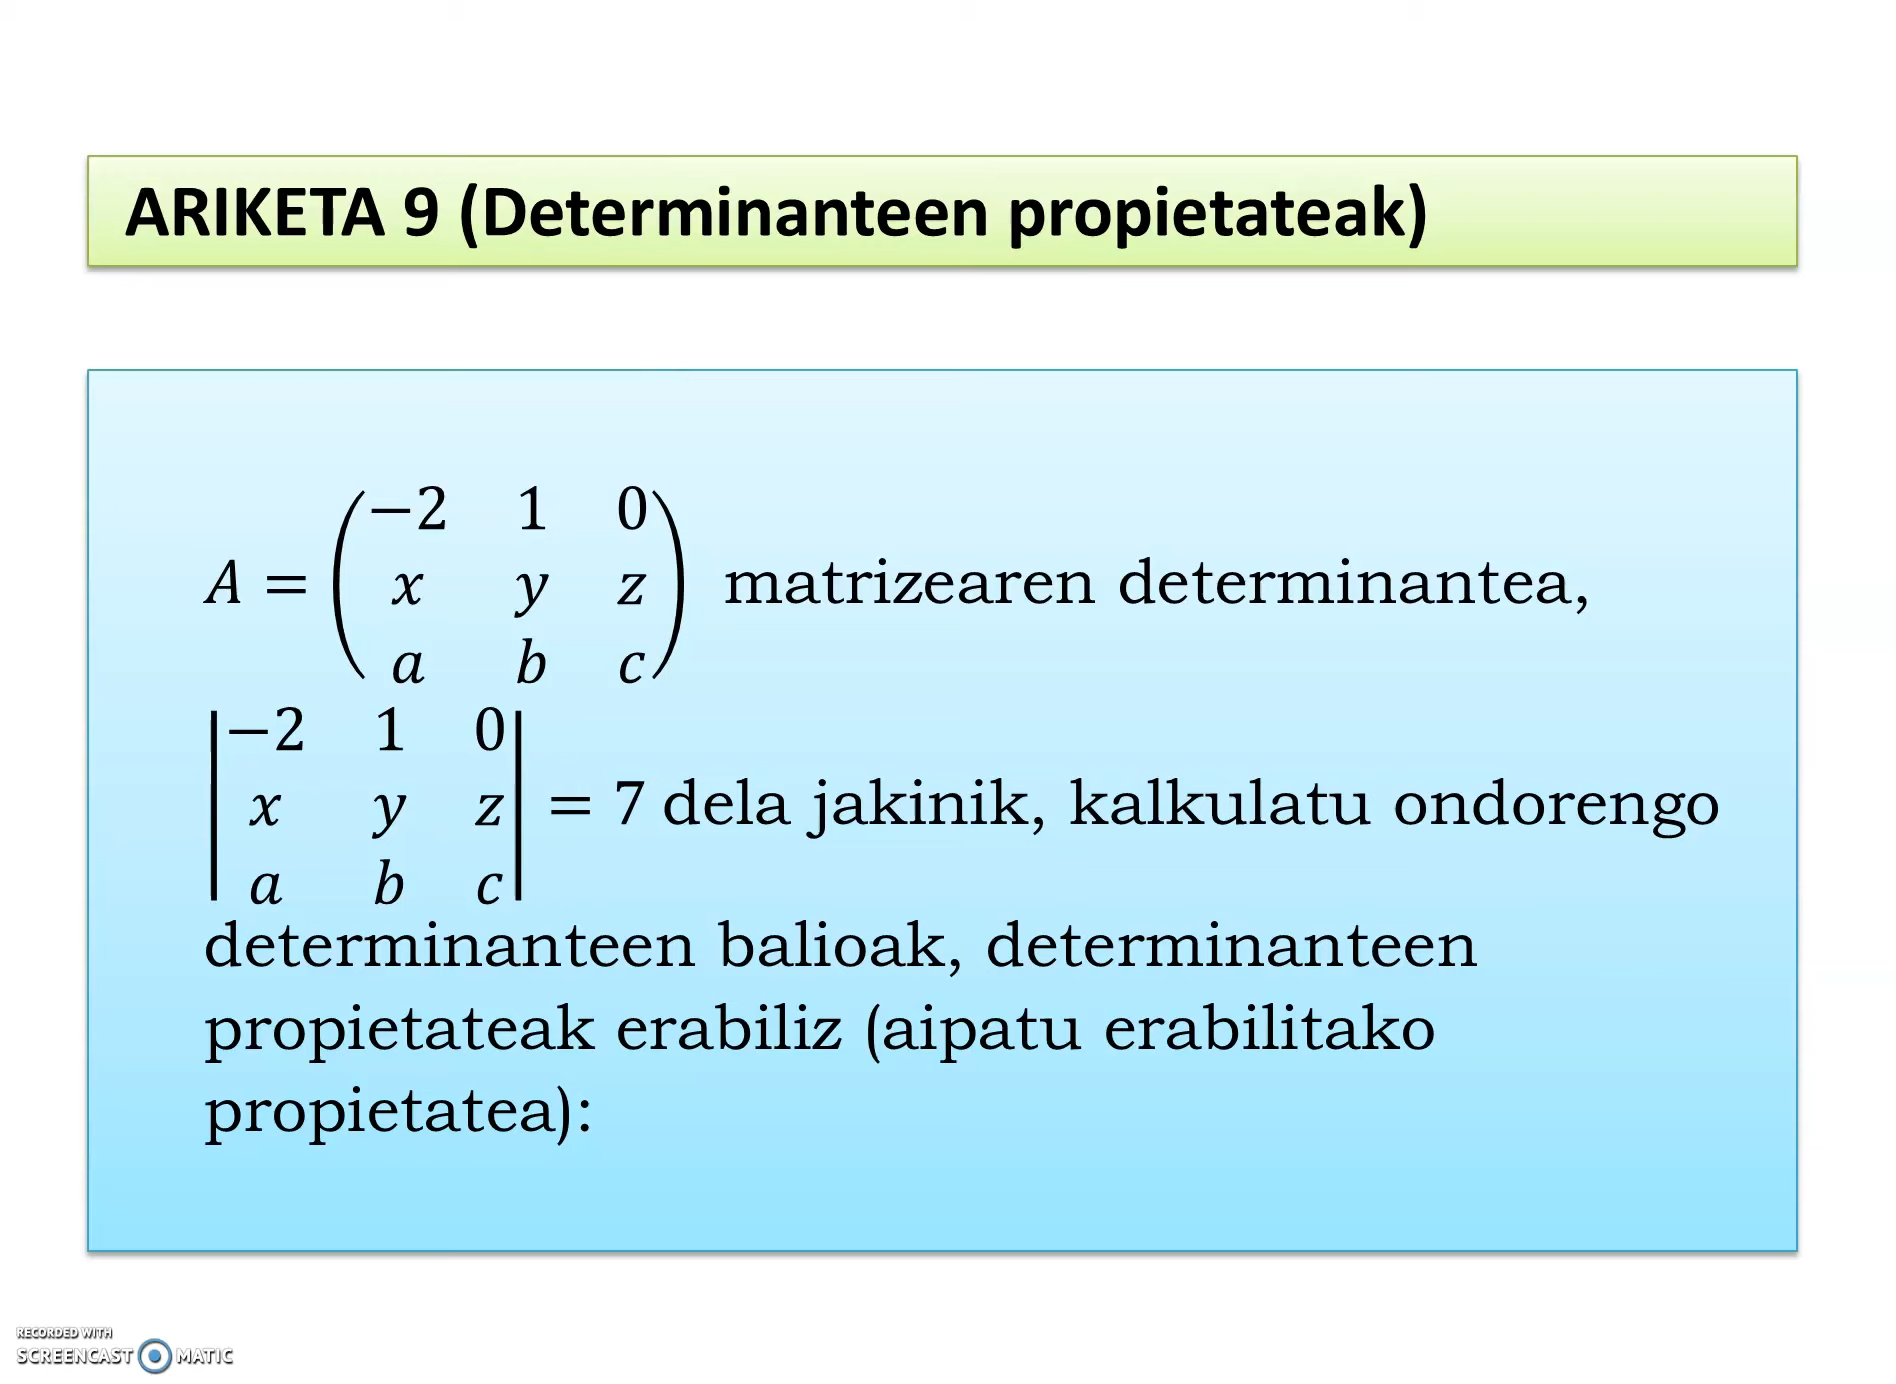 ARIKETA 9 (Determinanteen propietateak)
−2 1 0
A = x y z matrizearen determinantea,
a b c
−2 1 0
x y z = 7 dela jakinik, kalkulatu ondorengo
a b c
determinanteen balioak, determinanteen
propietateak erabiliz (aipatu erabilitako
propietatea):
RECORDED WITH
SCREENCAST MATIC